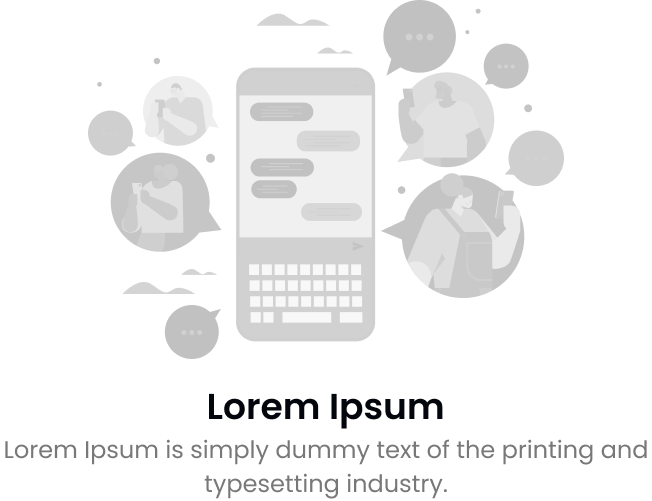 Lorem Ipsum
Lorem Ipsum is simply dummy text of the printing and
typesetting industry.